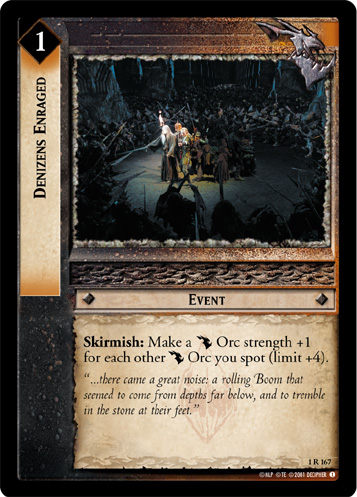 1
DENIZENS ENRAGED
EVENT
Skirmish: Make a Orc strength +1
for each other Orc you spot (limit +4).
“...there came a great noise: a rolling Boom that
seemed to come from depths far below, and to tremble
in the stone at their feet.”
1 R 167
©NLP ©TE ©2001 DECIPHER